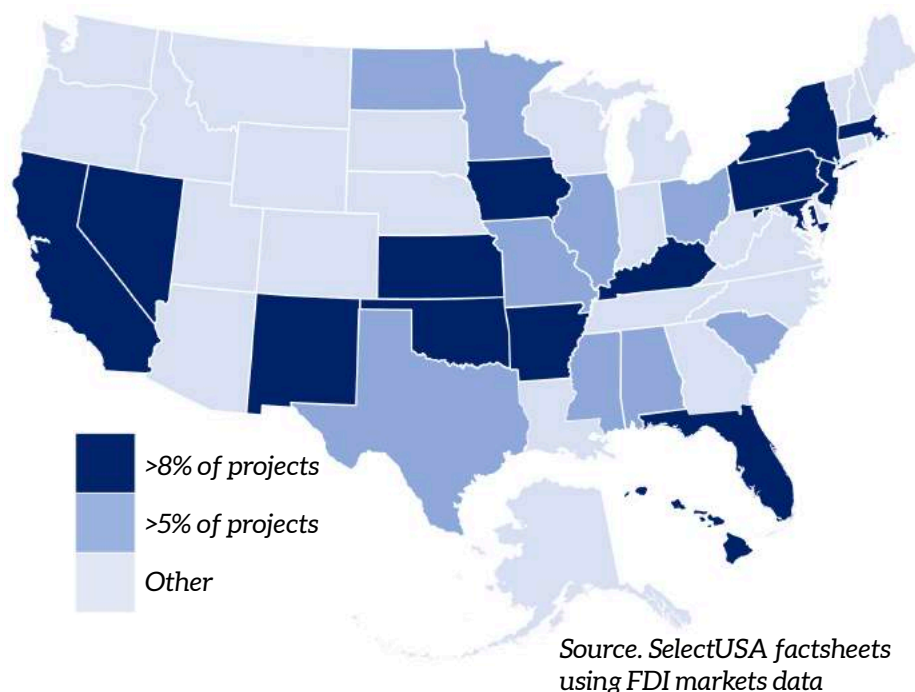 >8% of projects
>5% of projects
Other
Source. SelectUSA factsheets
using FDI markets data